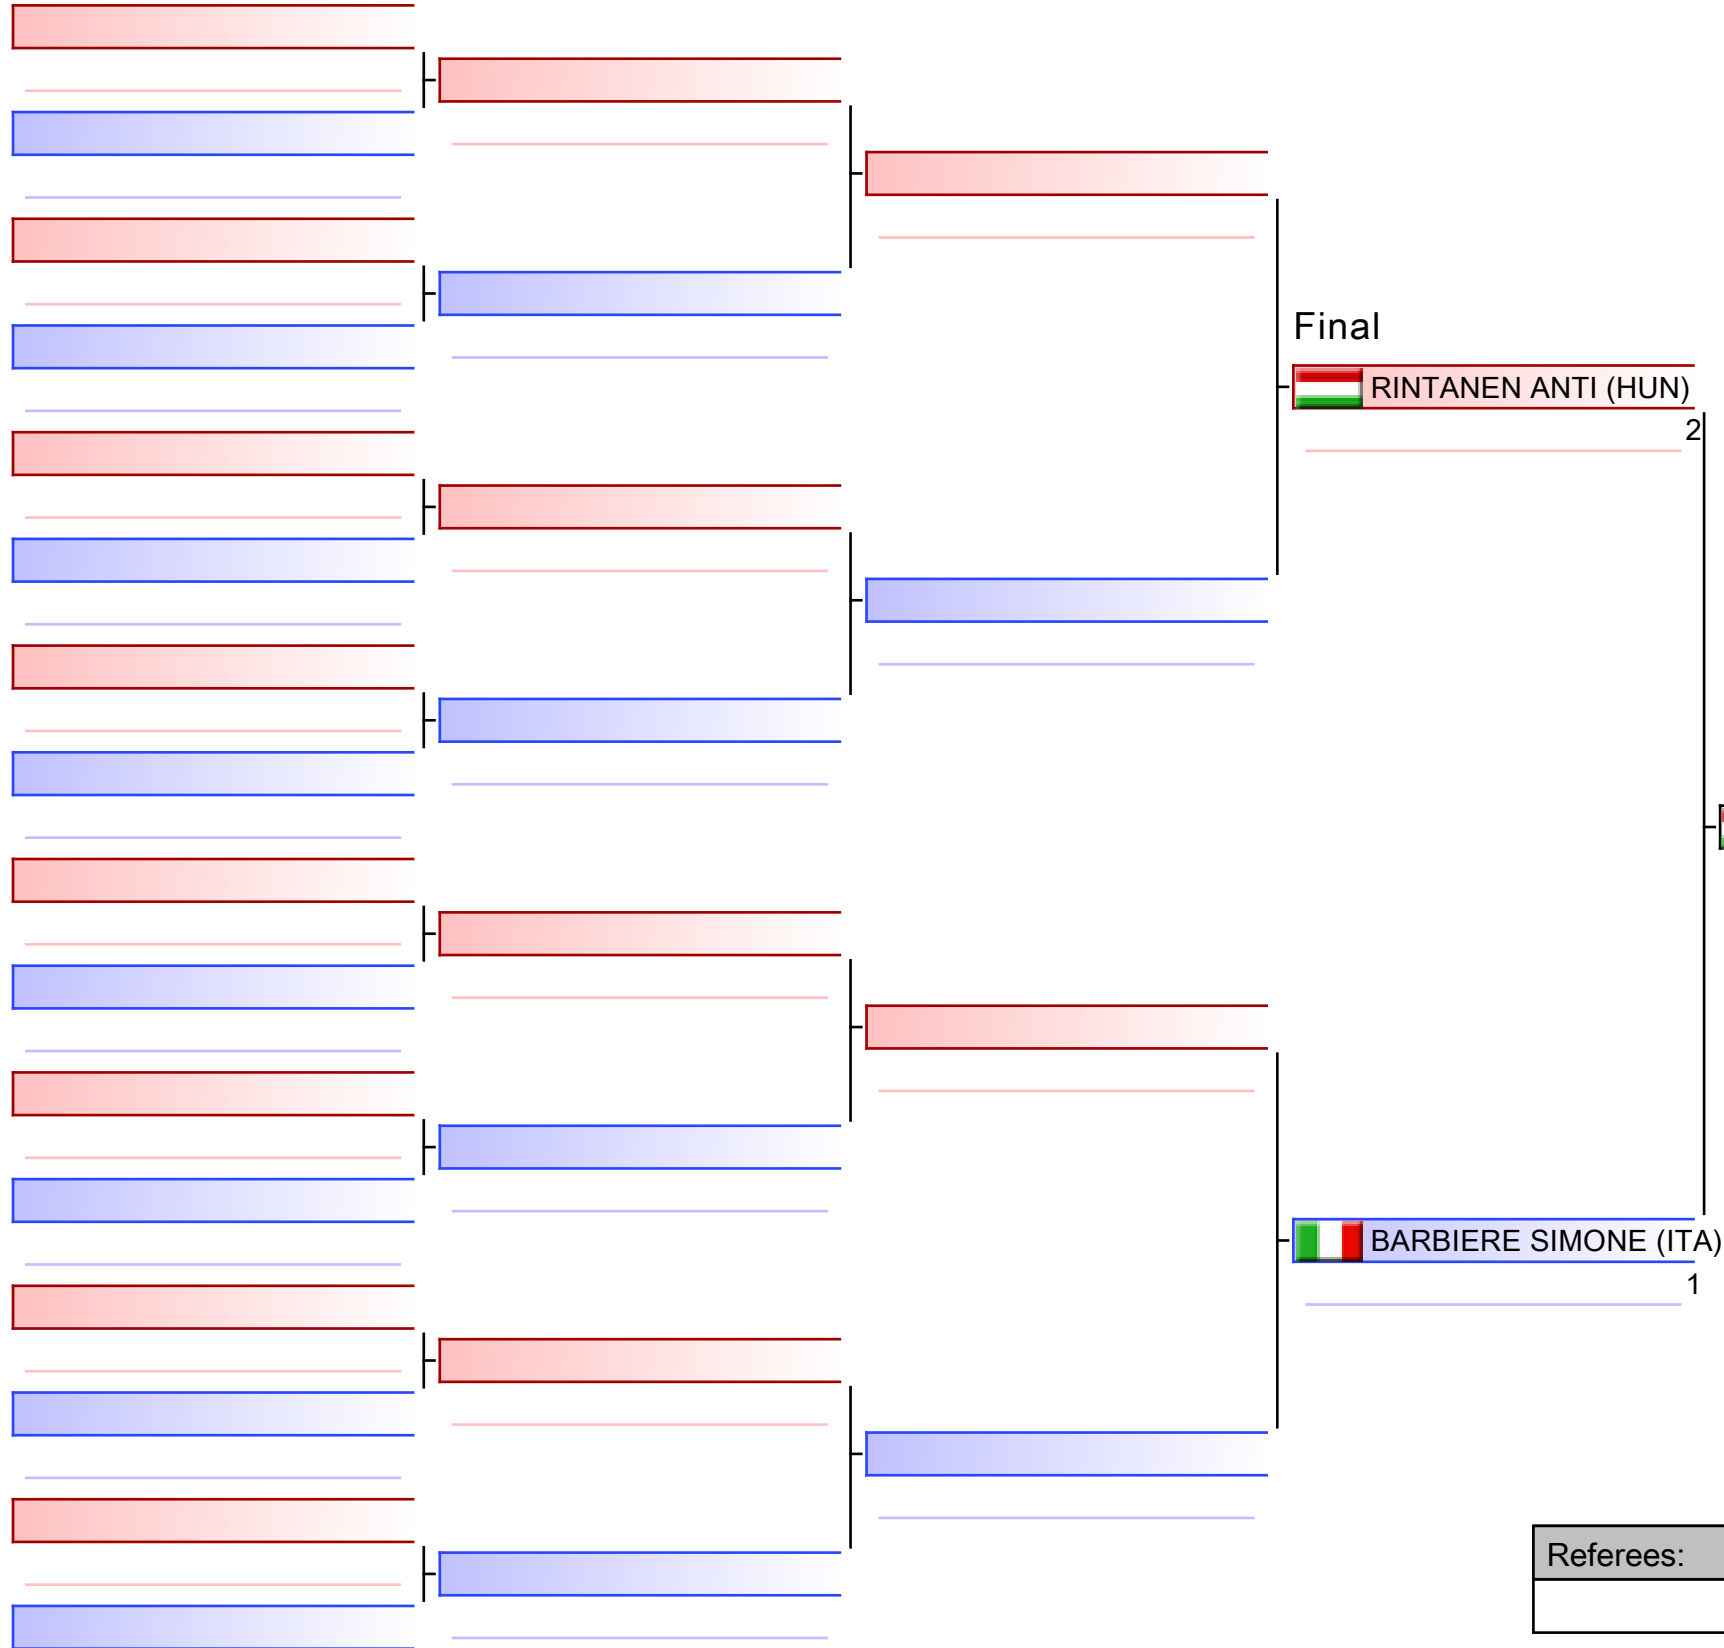 Final
RINTANEN ANTI (HUN)
2
BARBIERE SIMONE (ITA)
1
Referees: